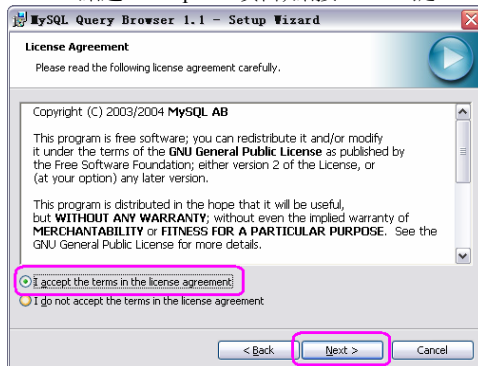 MySQL Query Browser 1.1 - Setup Wizard
License Agreement
Please read the following license agreement carefully.
Copyright (C) 2003/2004 MySQL AB
This program is free software; you can redistribute it and/or modify
it under the terms of the GNU General Public License as published by
the Free Software Foundation; either version 2 of the License, or
(at your option) any later version.
This program is distributed in the hope that it will be useful,
but WITHOUT ANY WARRANTY; without even the implied warranty of
MERCHANTABILITY or FITNESS FOR A PARTICULAR PURPOSE. See the
GNU General Public License for more details.
I accept the terms in the license agreement
I do not accept the terms in the license agreement
< Back
Next >
Cancel